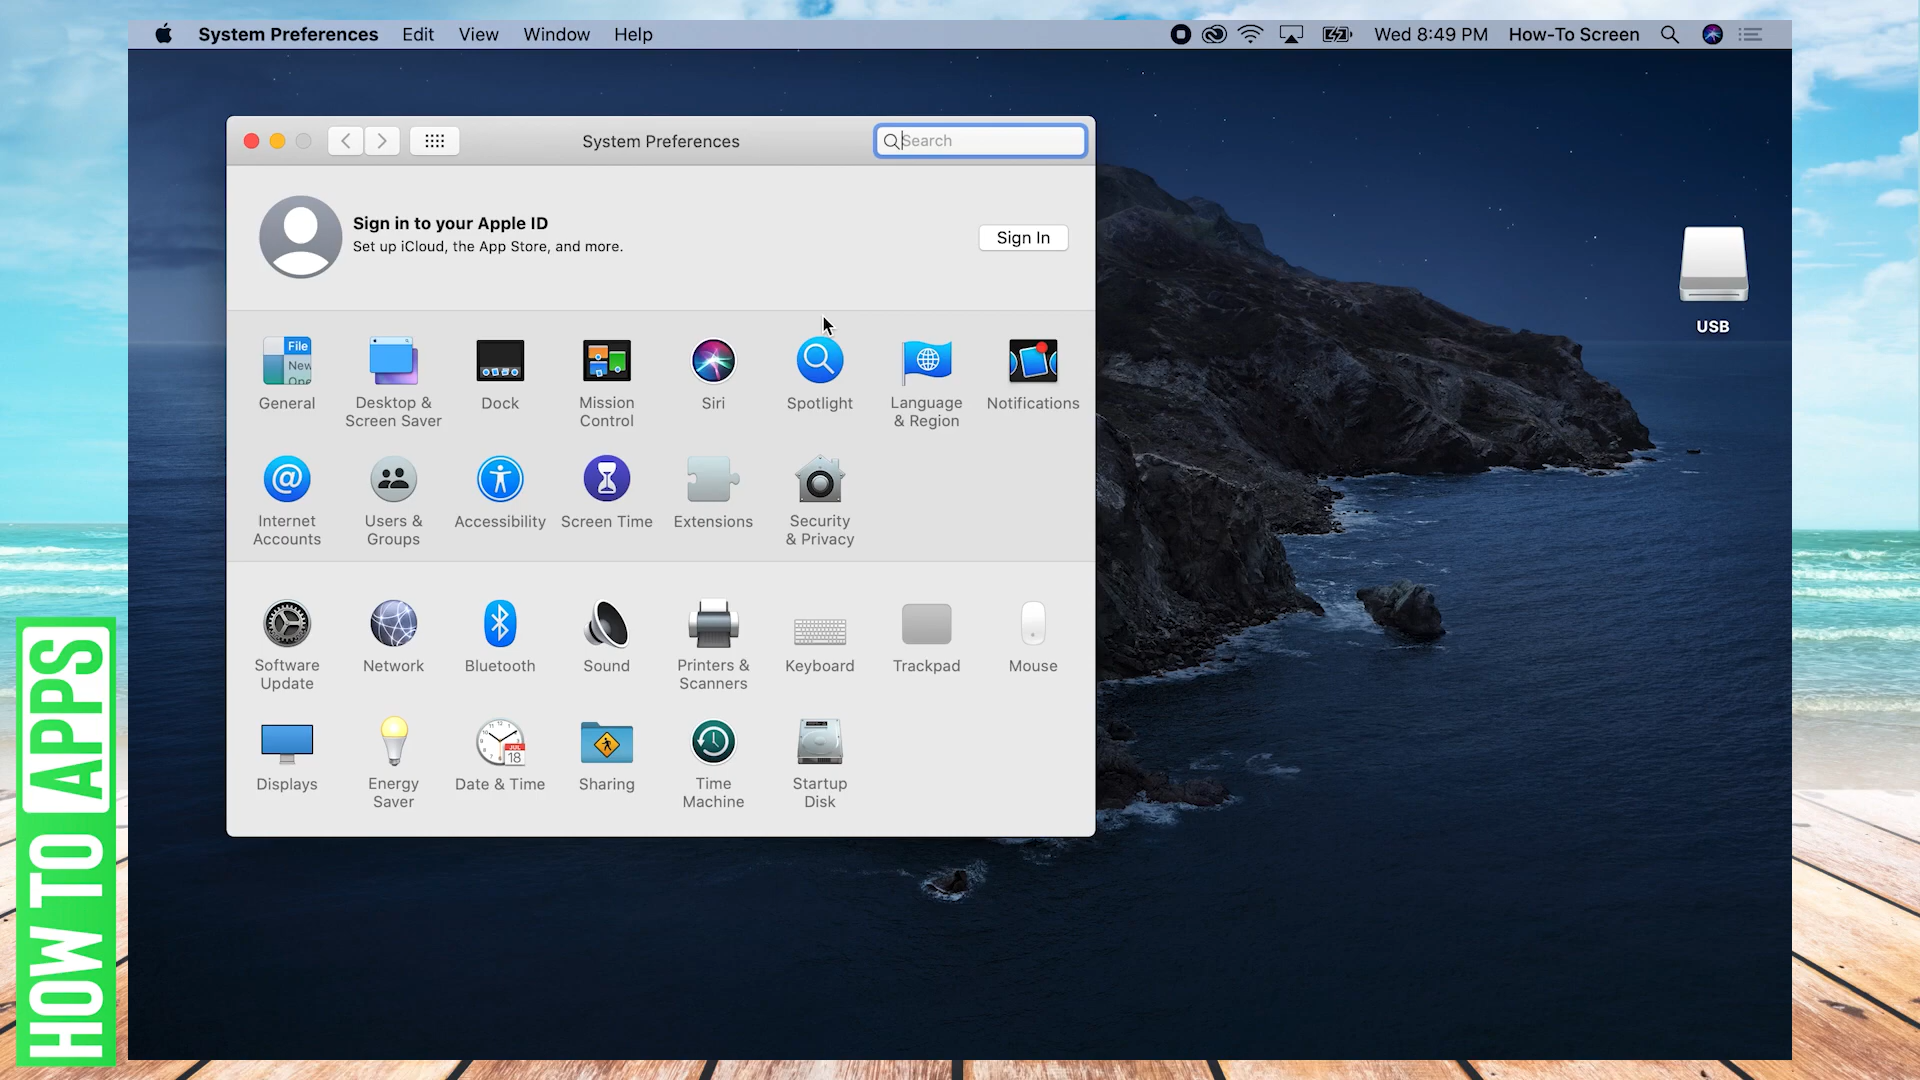 System Preferences Edit View Window Help Wed 8:49 PM How-To Screen
System Preferences
Search
Sign in to your Apple ID
Set up iCloud, the App Store, and more.
Sign In
USB
File
New
Ope
General
Desktop &
Screen Saver
Dock
Mission
Control
Siri
Spotlight
Language
& Region
Notifications
@
Internet
Accounts
Users &
Groups
Accessibility
Screen Time
Extensions
Security
& Privacy
Software
Update
Network
Bluetooth
Sound
Printers &
Scanners
Keyboard
Trackpad
Mouse
Displays
Energy
Saver
JUL
18
Date & Time
Sharing
Time
Machine
Startup
Disk
HOW TO APPS